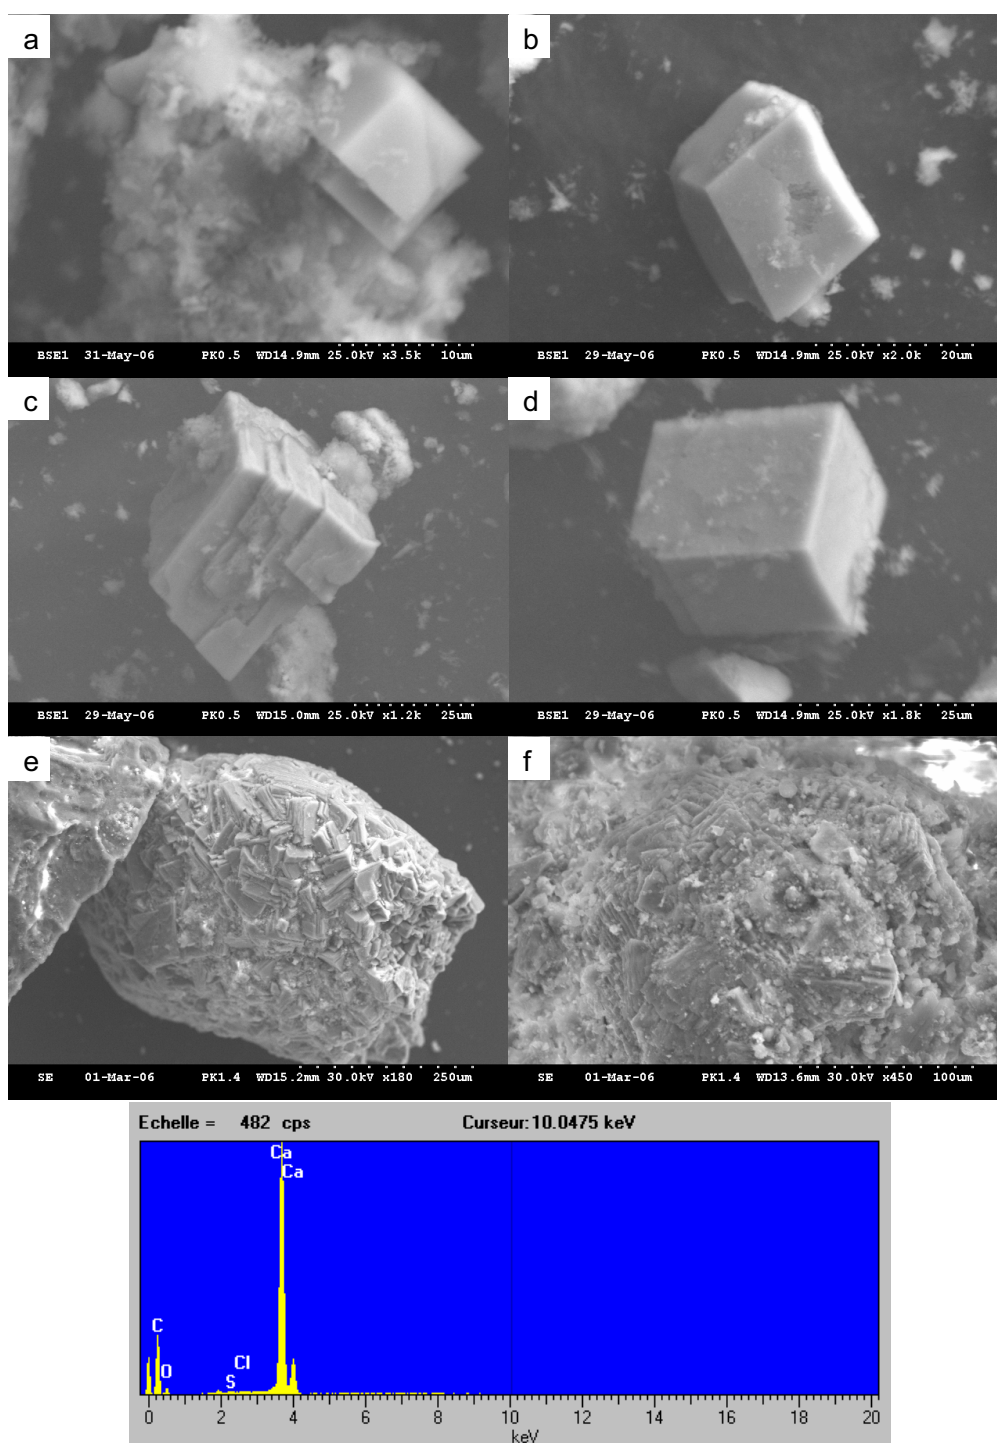 a
b
BSE1 31-May-06 PK0.5 WD14.9mm 25.0kV x3.5k 10um
BSE1 29-May-06 PK0.5 WD14.9mm 25.0kV x2.0k 20um
c
d
BSE1 29-May-06 PK0.5 WD15.0mm 25.0kV x1.2k 25um
BSE1 29-May-06 PK0.5 WD14.9mm 25.0kV x1.8k 25um
e
f
SE 01-Mar-06 PK1.4 WD15.2mm 30.0kV x180 250um
SE 01-Mar-06 PK1.4 WD13.6mm 30.0kV x450 100um
Echelle = 482 cps Curseur: 10.0475 keV
Ca
Ca
C
O
Cl
S
0 2 4 6 8 10 12 14 16 18 20
keV